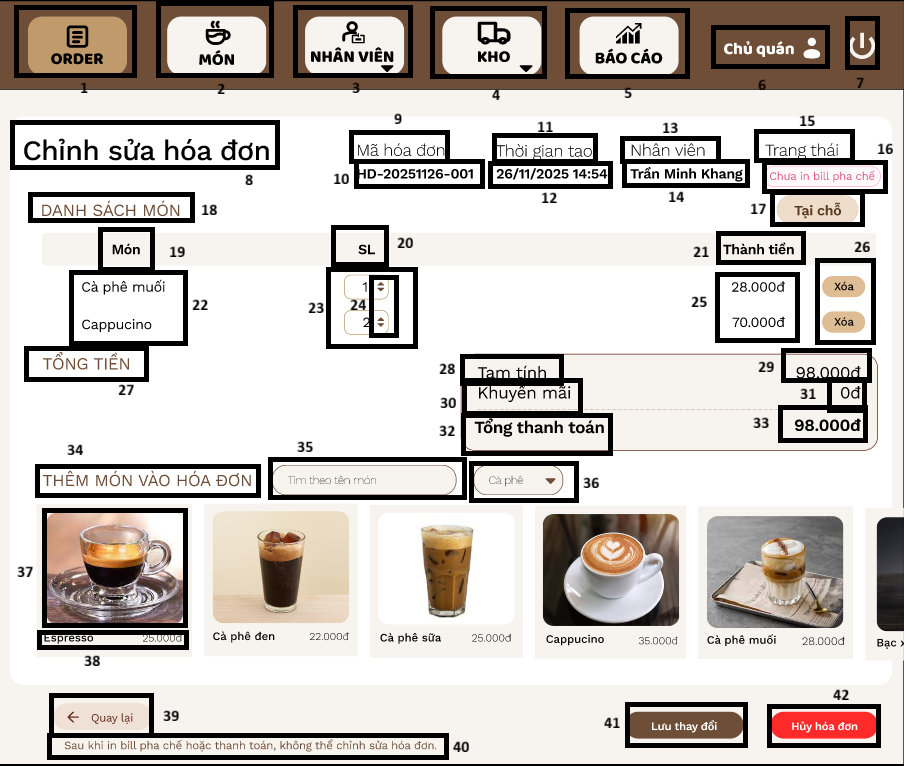 ORDER
MÓN
NHÂN VIÊN
KHO
BÁO CÁO
Chủ quán
1
2
3
4
5
6
7
Chỉnh sửa hóa đơn
8
9
Mã hóa đơn
10
HD-20251126-001
11
Thời gian tạo
26/11/2025 14:54
12
13
Nhân viên
Trần Minh Khang
14
15
Trạng thái
16
Chưa in bill pha chế
17
Tại chỗ
DANH SÁCH MÓN
18
Món
19
SL
20
21
Thành tiền
26
Cà phê muối
22
23
1
24
25
28.000đ
Xóa
Cappucino
2
70.000đ
Xóa
TỔNG TIỀN
27
28
Tạm tính
29
98.000đ
30
Khuyến mãi
31
0đ
32
Tổng thanh toán
33
98.000đ
34
THÊM MÓN VÀO HÓA ĐƠN
35
Tìm theo tên món
Cà phê
36
37
Espresso
25.000đ
38
Cà phê đen
22.000đ
Cà phê sữa
25.000đ
Cappucino
35.000đ
Cà phê muối
28.000đ
Bạc x
Quay lại
39
Sau khi in bill pha chế hoặc thanh toán, không thể chỉnh sửa hóa đơn.
40
41
Lưu thay đổi
42
Hủy hóa đơn